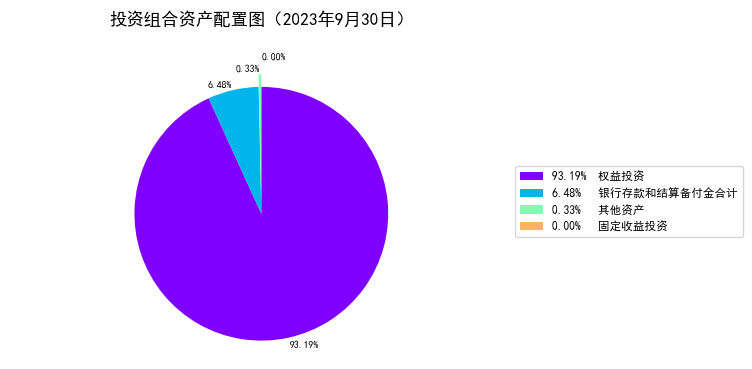 投资组合资产配置图（2023年9月30日）
0.00%
0.33%
6.48%
93.19%
93.19% 权益投资
6.48% 银行存款和结算备付金合计
0.33% 其他资产
0.00% 固定收益投资